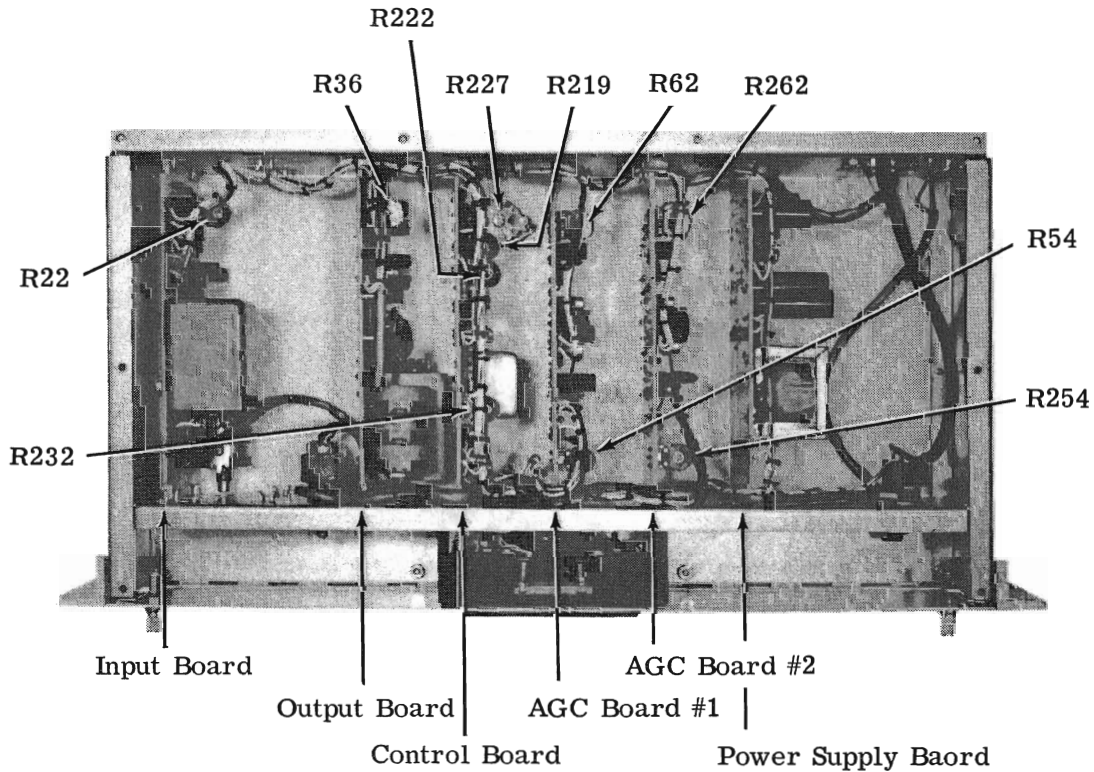 R222
R36
R227
R219
R62
R262
R22
R54
R254
R232
Input Board
AGC Board #2
Output Board
AGC Board #1
Control Board
Power Supply Baord